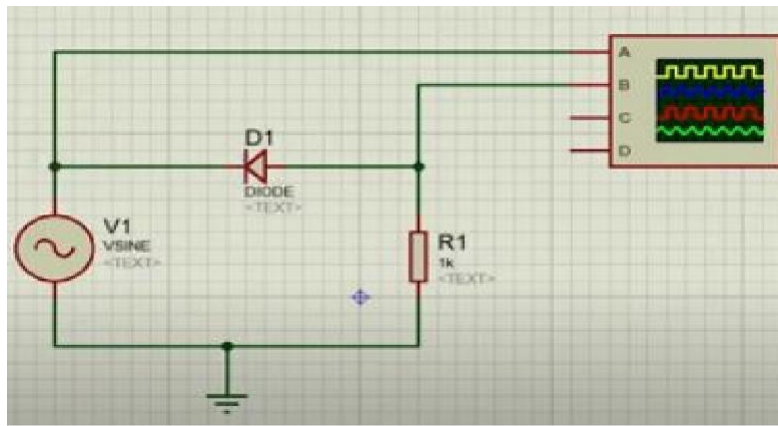 A
B
C
D
D1
DIODE
<TEXT>
V1
VSINE
<TEXT>
R1
1k
<TEXT>